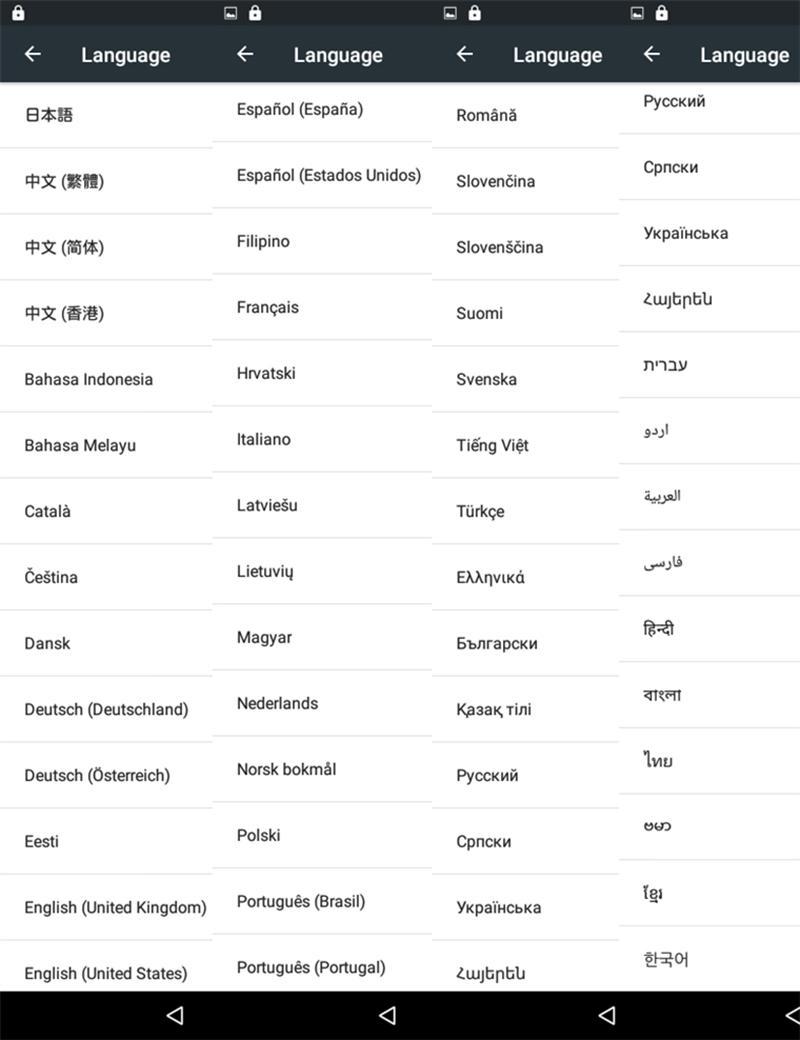 Language
日本語
中文 (繁體)
中文 (简体)
中文 (香港)
Bahasa Indonesia
Bahasa Melayu
Català
Čeština
Dansk
Deutsch (Deutschland)
Deutsch (Österreich)
Eesti
English (United Kingdom)
English (United States)
Language
Español (España)
Español (Estados Unidos)
Filipino
Français
Hrvatski
Italiano
Latviešu
Lietuvių
Magyar
Nederlands
Norsk bokmål
Polski
Português (Brasil)
Português (Portugal)
Language
Română
Slovenčina
Slovenščina
Suomi
Svenska
Tiếng Việt
Türkçe
Ελληνικά
Български
Қазақ тілі
Русский
Српски
Українська
Հայերեն
Language
Русский
Српски
Українська
Հայերեն
עברית
اردو
العربية
فارسی
हिन्दी
বাংলা
ไทย
ဗမာ
ខ្មែរ
한국어